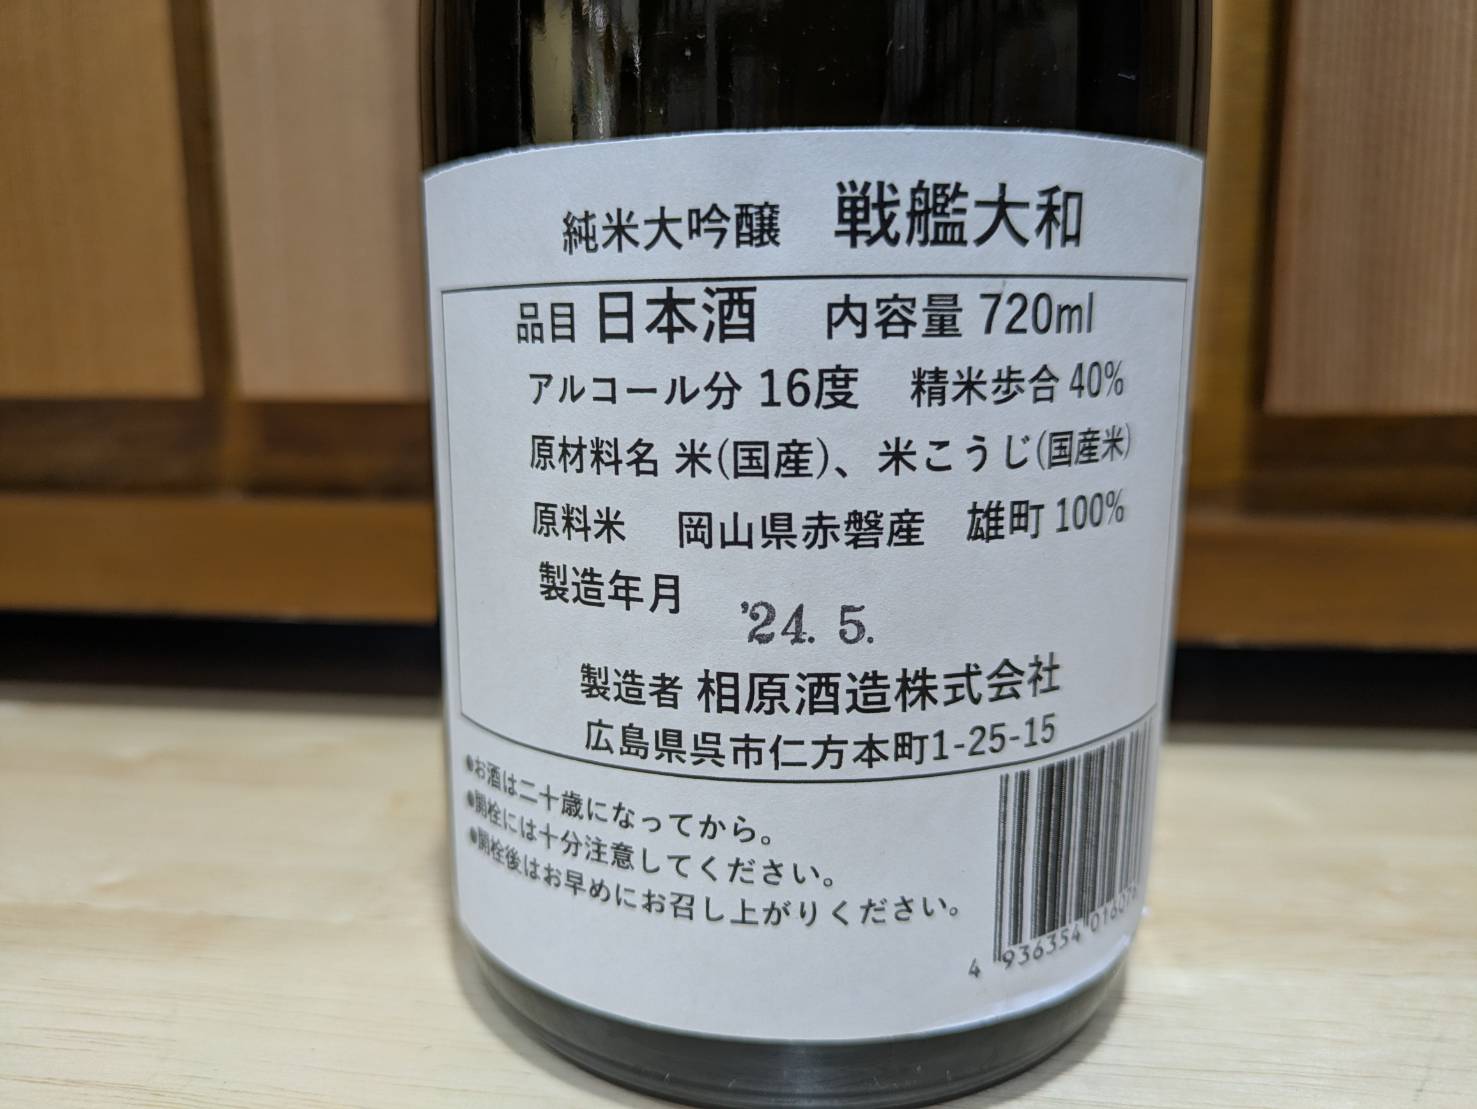 純米大吟醸　戦艦大和
品目 日本酒　内容量 720ml
アルコール分 16度　精米歩合 40%
原材料名 米(国産)、米こうじ(国産米)
原料米　岡山県赤磐産　雄町 100%
製造年月　'24. 5.
製造者 相原酒造株式会社
広島県呉市仁方本町1-25-15
●お酒は二十歳になってから。
●開栓には十分注意してください。
●開栓後はお早めにお召し上がりください。
4 936354 01607